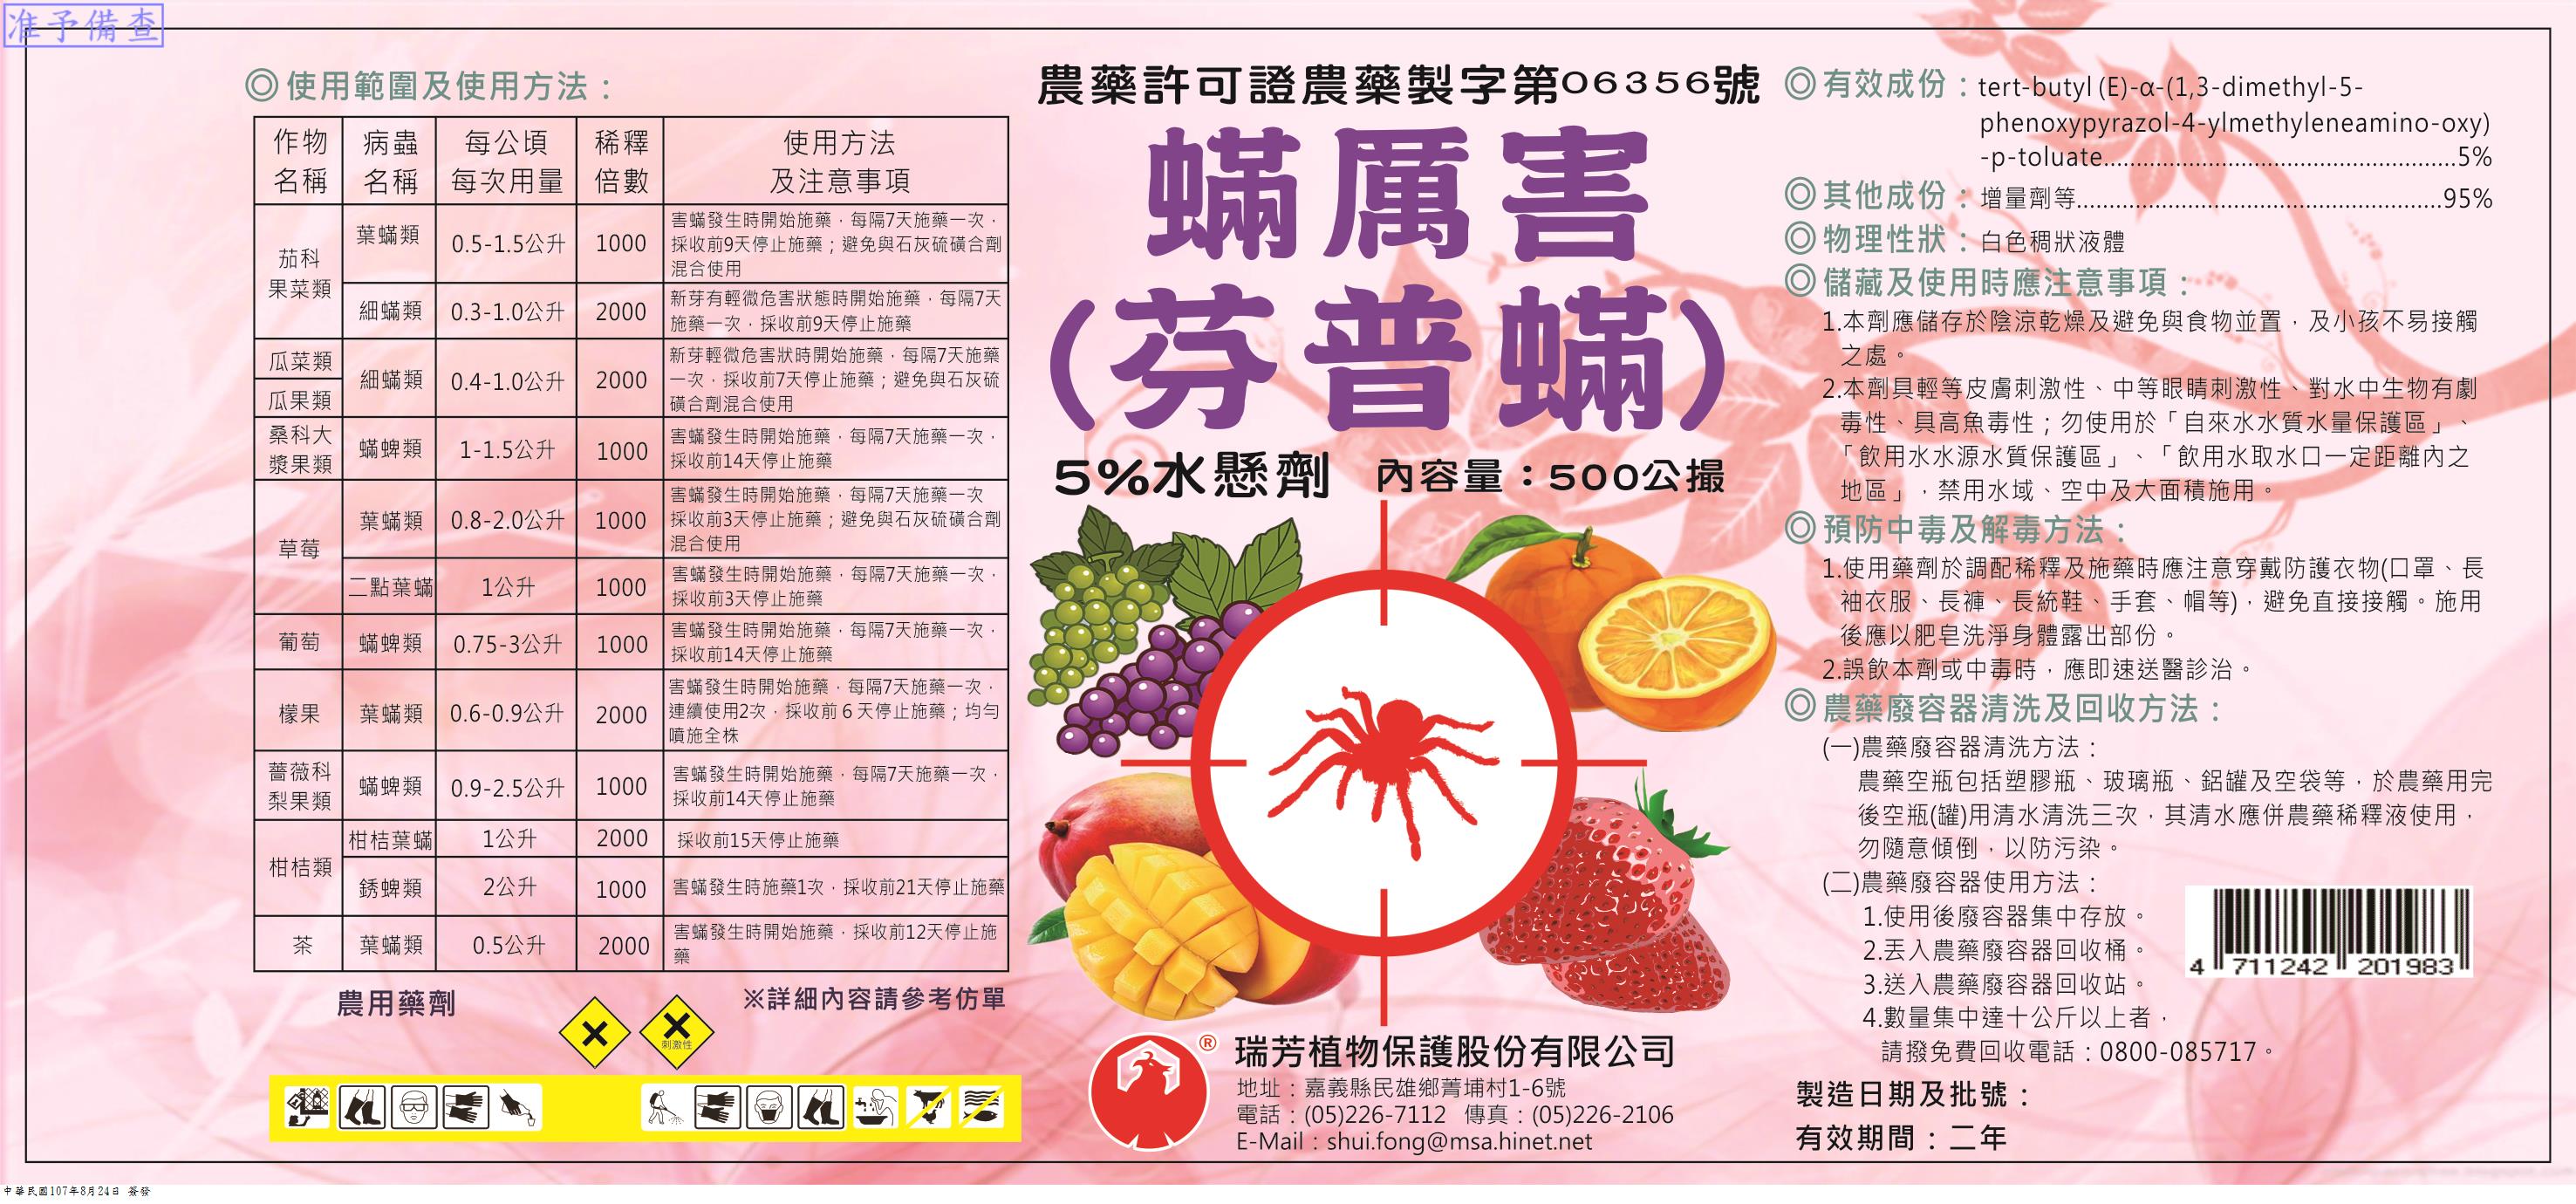 准予備查
◎使用範圍及使用方法：
作物名稱 病蟲名稱 每公頃每次用量 稀釋倍數 使用方法及注意事項
茄科果菜類 葉蟎類 0.5-1.5公升 1000 害蟎發生時開始施藥，每隔7天施藥一次，採收前9天停止施藥；避免與石灰硫磺合劑混合使用
細蟎類 0.3-1.0公升 2000 新芽有輕微危害狀態時開始施藥，每隔7天施藥一次，採收前9天停止施藥
瓜菜類
瓜果類 細蟎類 0.4-1.0公升 2000 新芽輕微危害狀時開始施藥，每隔7天施藥一次，採收前7天停止施藥；避免與石灰硫磺合劑混合使用
桑科大漿果類 蟎蜱類 1-1.5公升 1000 害蟎發生時開始施藥，每隔7天施藥一次，採收前14天停止施藥
草莓 葉蟎類 0.8-2.0公升 1000 害蟎發生時開始施藥，每隔7天施藥一次採收前3天停止施藥；避免與石灰硫磺合劑混合使用
二點葉蟎 1公升 1000 害蟎發生時開始施藥，每隔7天施藥一次，採收前3天停止施藥
葡萄 蟎蜱類 0.75-3公升 1000 害蟎發生時開始施藥，每隔7天施藥一次，採收前14天停止施藥
檬果 葉蟎類 0.6-0.9公升 2000 害蟎發生時開始施藥，每隔7天施藥一次，連續使用2次，採收前６天停止施藥；均勻噴施全株
薔薇科梨果類 蟎蜱類 0.9-2.5公升 1000 害蟎發生時開始施藥，每隔7天施藥一次，採收前14天停止施藥
柑桔類 柑桔葉蟎 1公升 2000 採收前15天停止施藥
銹蜱類 2公升 1000 害蟎發生時施藥1次，採收前21天停止施藥
茶 葉蟎類 0.5公升 2000 害蟎發生時開始施藥，採收前12天停止施藥
農用藥劑
※詳細內容請參考仿單
刺激性
農藥許可證農藥製字第06356號
蟎厲害
(芬普蟎)
5%水懸劑 內容量：500公撮
®
瑞芳植物保護股份有限公司
地址：嘉義縣民雄鄉菁埔村1-6號
電話：(05)226-7112 傳真：(05)226-2106
E-Mail：shui.fong@msa.hinet.net
◎有效成份：tert-butyl (E)-α-(1,3-dimethyl-5-
phenoxypyrazol-4-ylmethyleneamino-oxy)
-p-toluate......................................................5%
◎其他成份：增量劑等........................................................95%
◎物理性狀：白色稠狀液體
◎儲藏及使用時應注意事項：
1.本劑應儲存於陰涼乾燥及避免與食物並置，及小孩不易接觸
之處。
2.本劑具輕等皮膚刺激性、中等眼睛刺激性、對水中生物有劇
毒性、具高魚毒性；勿使用於「自來水水質水量保護區」、
「飲用水水源水質保護區」、「飲用水取水口一定距離內之
地區」，禁用水域、空中及大面積施用。
◎預防中毒及解毒方法：
1.使用藥劑於調配稀釋及施藥時應注意穿戴防護衣物(口罩、長
袖衣服、長褲、長統鞋、手套、帽等)，避免直接接觸。施用
後應以肥皂洗淨身體露出部份。
2.誤飲本劑或中毒時，應即速送醫診治。
◎農藥廢容器清洗及回收方法：
(一)農藥廢容器清洗方法：
農藥空瓶包括塑膠瓶、玻璃瓶、鋁罐及空袋等，於農藥用完
後空瓶(罐)用清水清洗三次，其清水應併農藥稀釋液使用，
勿隨意傾倒，以防污染。
(二)農藥廢容器使用方法：
1.使用後廢容器集中存放。
2.丟入農藥廢容器回收桶。
3.送入農藥廢容器回收站。
4.數量集中達十公斤以上者，
請撥免費回收電話：0800-085717。
4 711242 201983
製造日期及批號：
有效期間：二年
中華民國107年8月24日 簽發